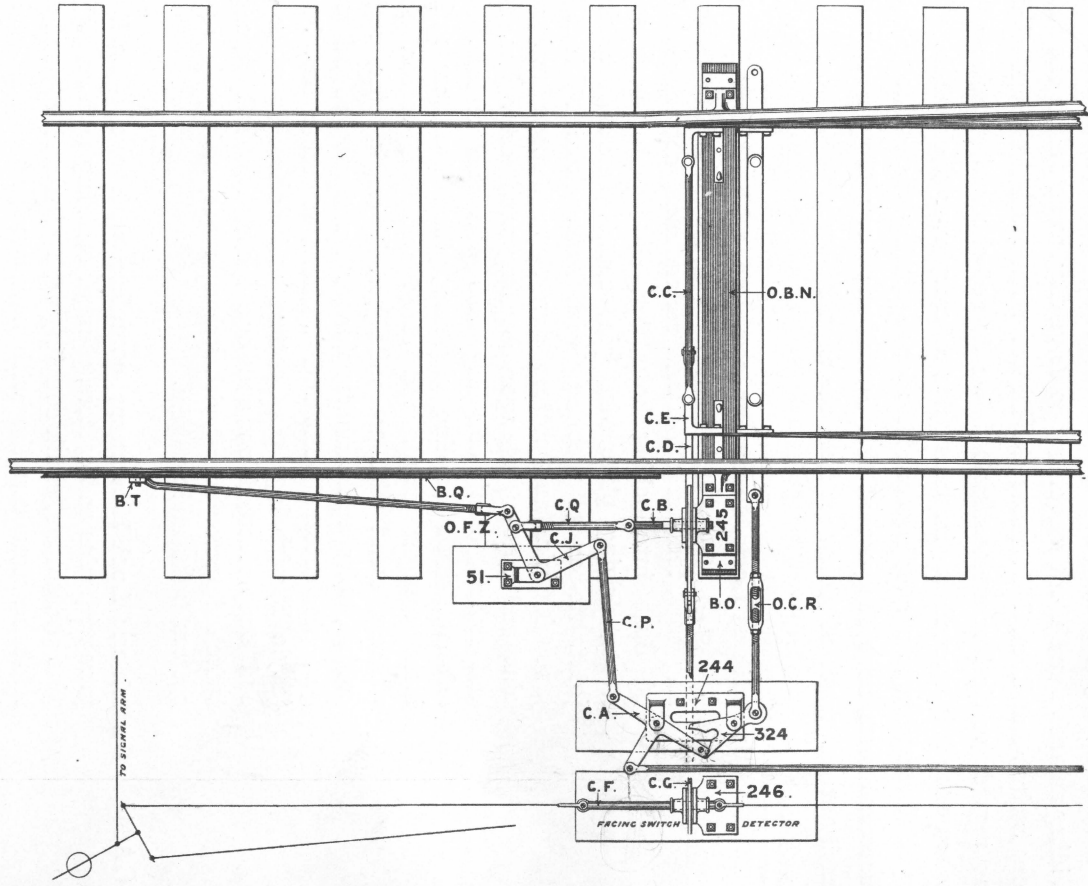 C.C.
O.B.N.
C.E.
C.D.
B.T
B.Q.
O.F.Z.
C.Q
C.B.
245
C.J.
51
B.O.
O.C.R.
C.P.
244
C.A.
324
TO SIGNAL ARM.
C.G.
C.F.
246.
FACING SWITCH DETECTOR